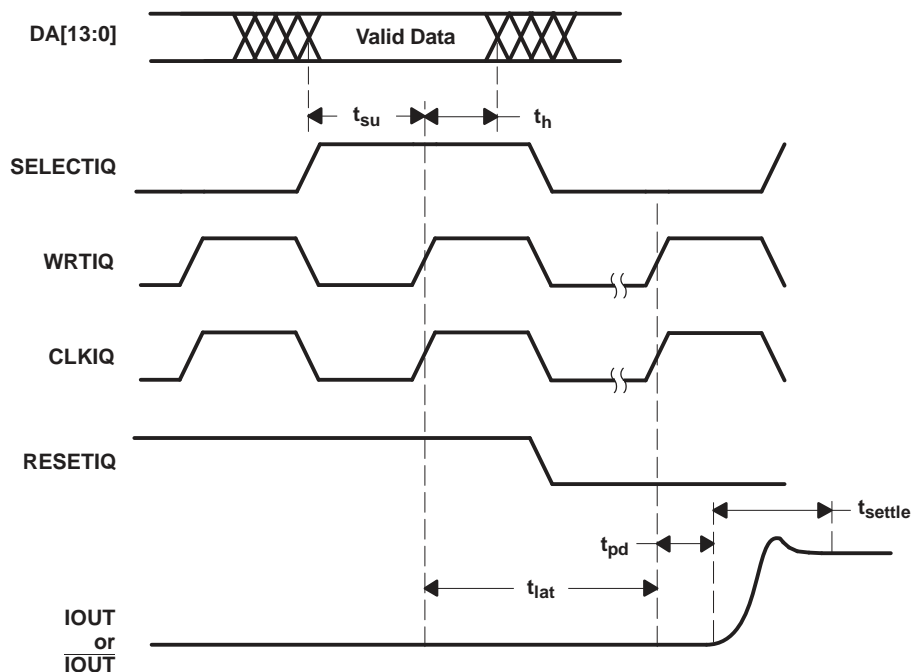 DA[13:0]
Valid Data
tsu
th
SELECTIQ
WRTIQ
CLKIQ
RESETIQ
tsettle
tpd
tlat
IOUT
or
IOUT